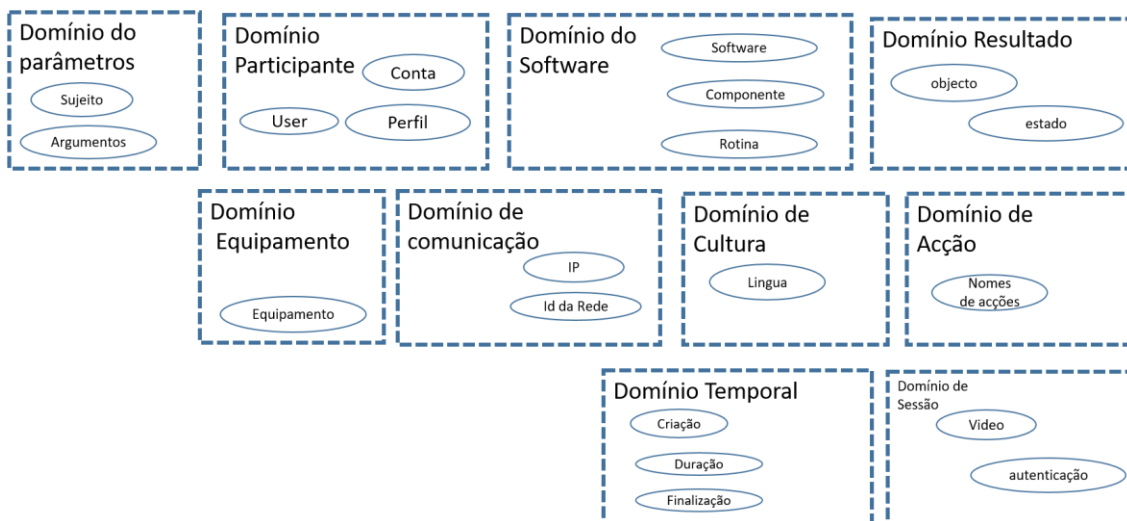 Domínio do
parâmetros
Sujeito
Argumentos
Domínio
Participante
Conta
User
Perfil
Domínio do
Software
Software
Componente
Rotina
Domínio Resultado
objecto
estado
Domínio
Equipamento
Equipamento
Domínio de
comunicação
IP
Id da Rede
Domínio de
Cultura
Lingua
Domínio de
Acção
Nomes
de acções
Domínio Temporal
Criação
Duração
Finalização
Domínio de
Sessão
Video
autenticação